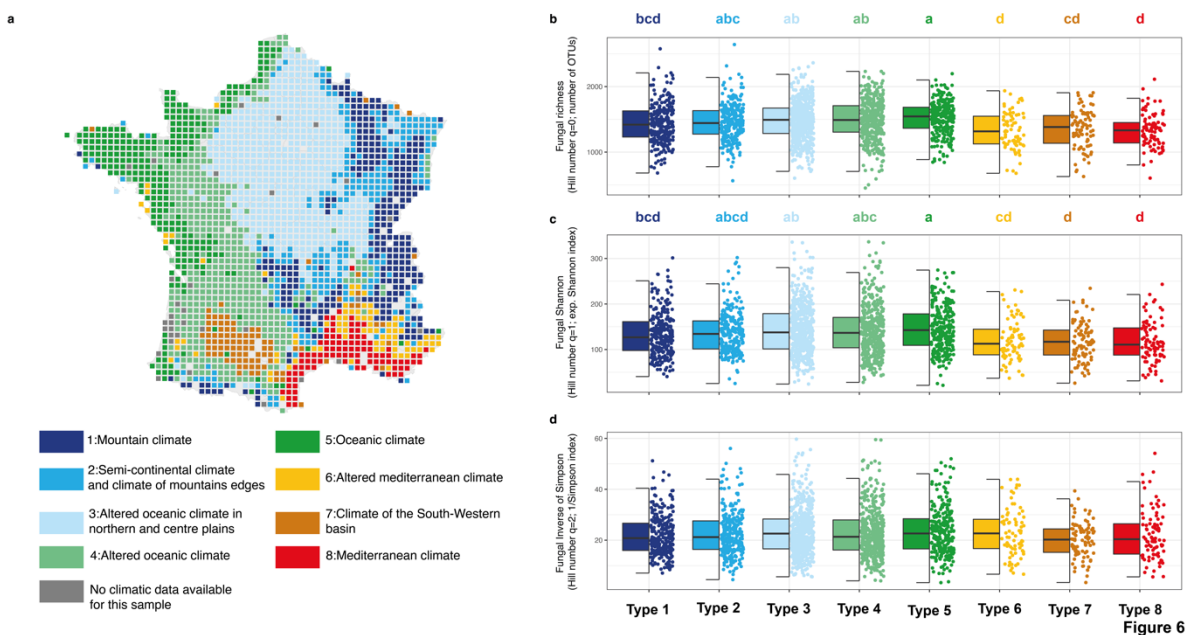 a
1:Mountain climate
2:Semi-continental climate
and climate of mountains edges
3:Altered oceanic climate in
northern and centre plains
4:Altered oceanic climate
No climatic data available
for this sample
5:Oceanic climate
6:Altered mediterranean climate
7:Climate of the South-Western
basin
8:Mediterranean climate
b
bcd abc ab ab a d cd d
Fungal richness
(Hill number q=0; number of OTUs)
2000
1000
c
bcd abcd ab abc a cd d d
Fungal Shannon
(Hill number q=1; exp. Shannon index)
300
200
100
d
Fungal Inverse of Simpson
(Hill number q=2; 1/Simpson index)
60
40
20
Type 1 Type 2 Type 3 Type 4 Type 5 Type 6 Type 7 Type 8
Figure 6